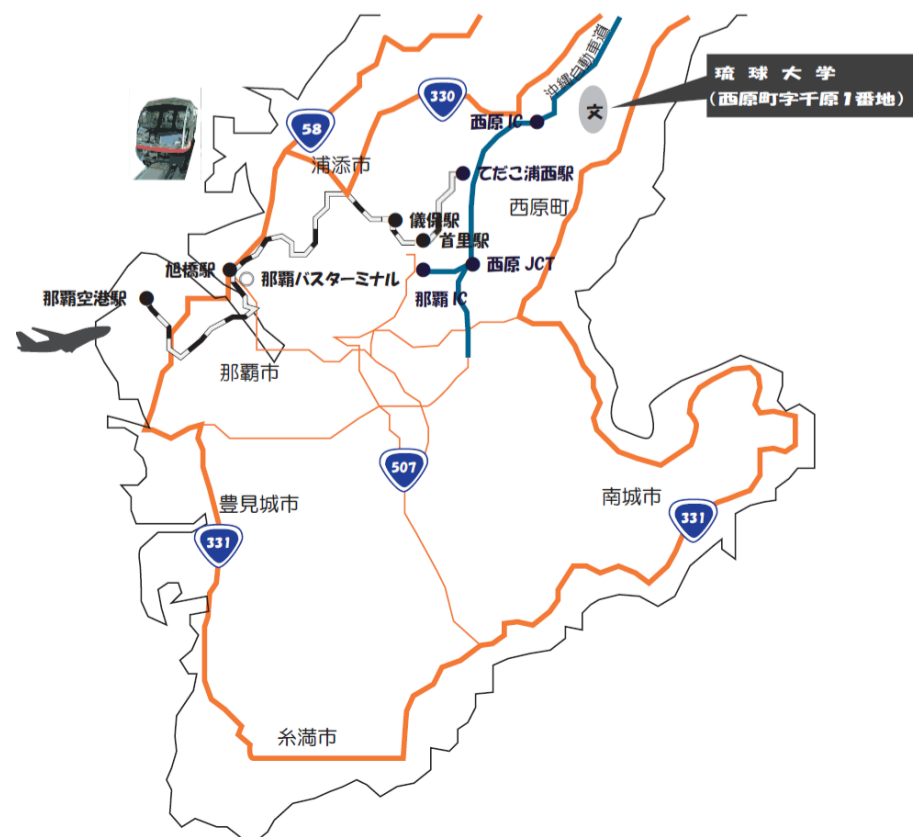 沖縄自動車道
琉球大学
(西原町字千原1番地)
文
330
58
西原 IC
浦添市
てだこ浦西駅
西原町
儀保駅
首里駅
旭橋駅
西原 JCT
那覇バスターミナル
那覇 IC
那覇空港駅
那覇市
507
豊見城市
南城市
331
331
糸満市